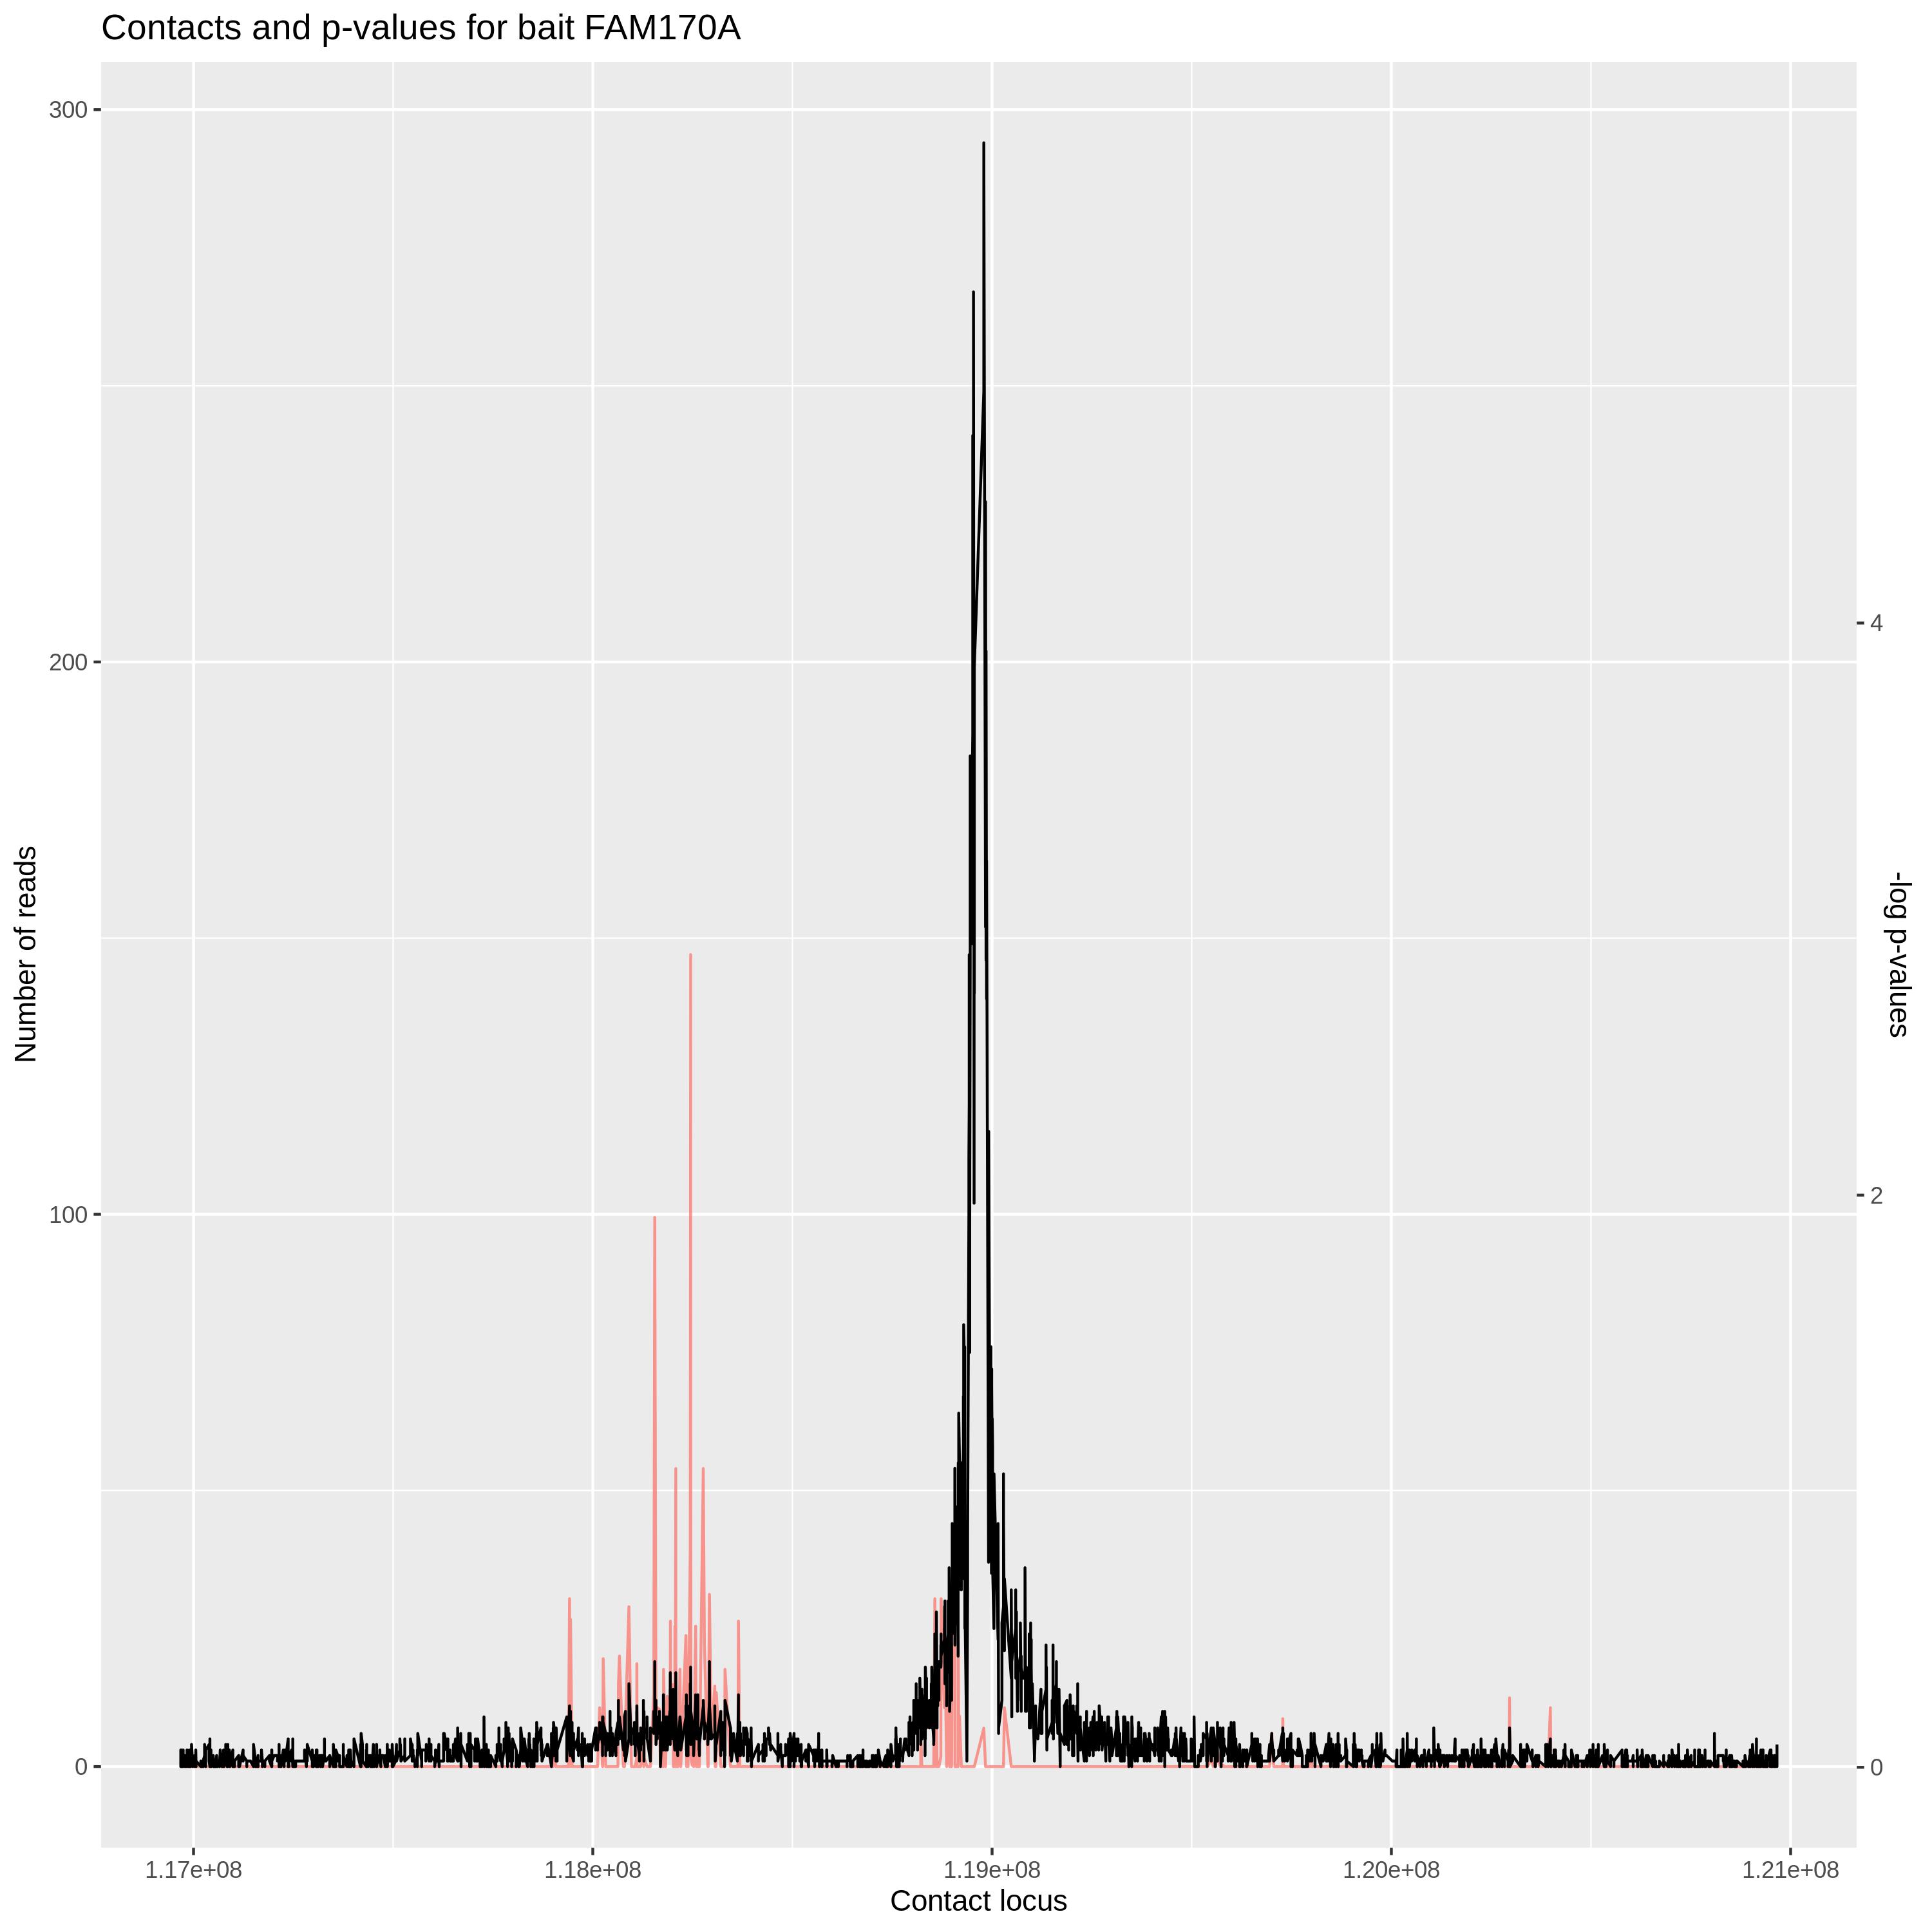 Contacts and p-values for bait FAM170A
300
200
100
0
Number of reads
4
2
0
-log p-values
1.17e+08 1.18e+08 1.19e+08 1.20e+08 1.21e+08
Contact locus